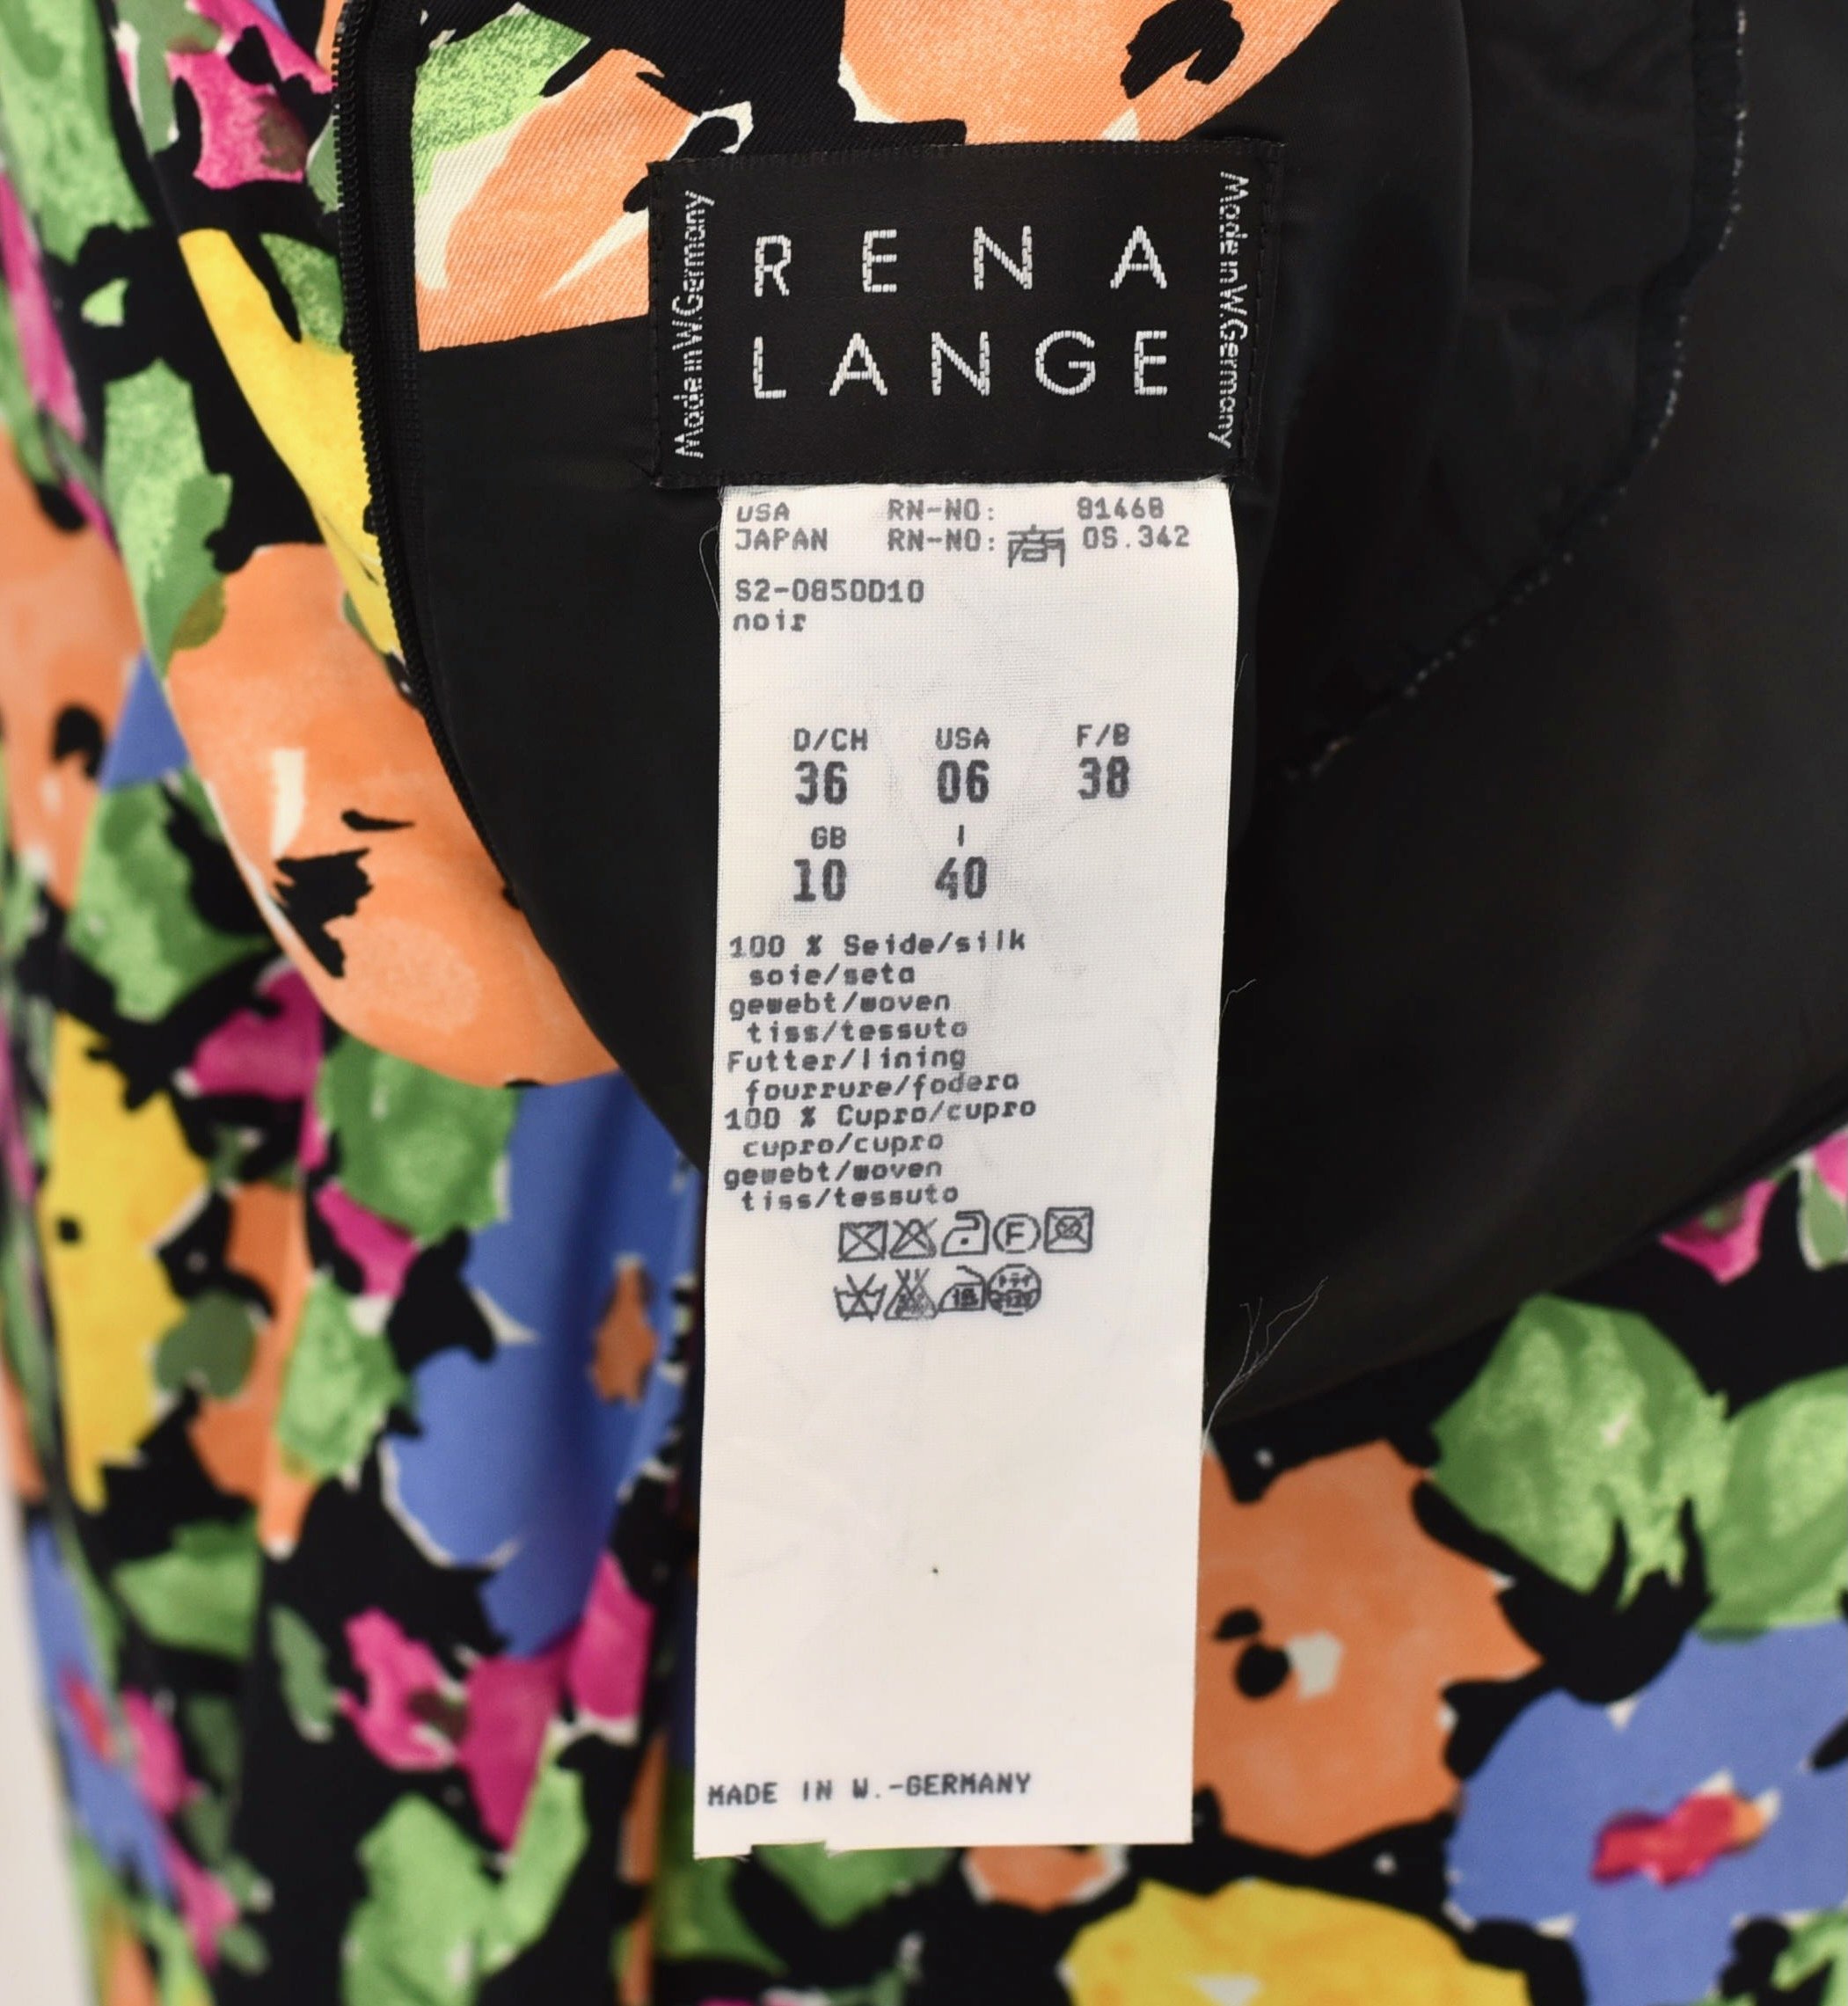 Made in W.Germany
RENA
LANGE
Made in W.Germany
USA RN-NO: 81468
JAPAN RN-NO: 商 OS.342
S2-0850D10
noir
D/CH USA F/B
36 06 38
GB I
10 40
100 % Seide/silk
soie/seta
gewebt/woven
tiss/tessuto
Futter/lining
fourrure/fodera
100 % Cupro/cupro
cupro/cupro
gewebt/woven
tiss/tessuto
F
MADE IN W.-GERMANY